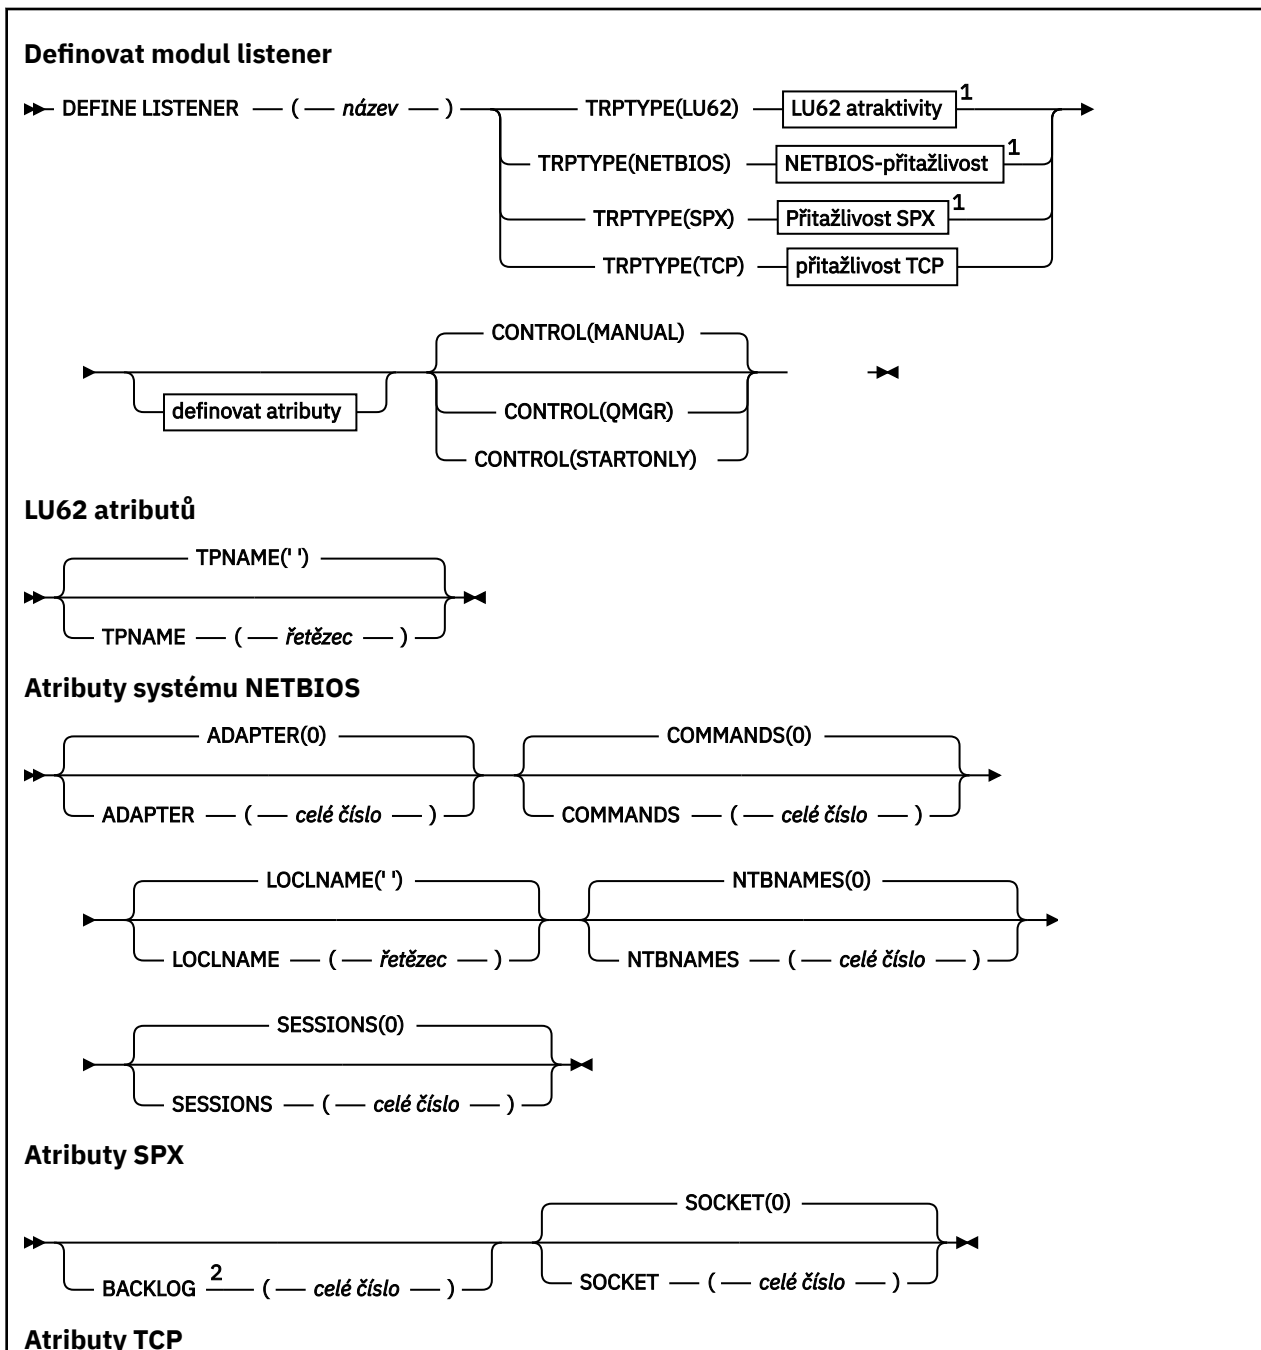 Definovat modul listener
DEFINE LISTENER ( název ) TRPTYPE(LU62) LU62 atraktivity 1
TRPTYPE(NETBIOS) NETBIOS-přitažlivost 1
TRPTYPE(SPX) Přitažlivost SPX 1
TRPTYPE(TCP) přitažlivost TCP
CONTROL(MANUAL)
definovat atributy CONTROL(QMGR)
CONTROL(STARTONLY)
LU62 atributů
TPNAME(' ')
TPNAME ( řetězec )
Atributy systému NETBIOS
ADAPTER(0) COMMANDS(0)
ADAPTER ( celé číslo ) COMMANDS ( celé číslo )
LOCLNAME(' ') NTBNAMES(0)
LOCLNAME ( řetězec ) NTBNAMES ( celé číslo )
SESSIONS(0)
SESSIONS ( celé číslo )
Atributy SPX
SOCKET(0)
BACKLOG 2 ( celé číslo ) SOCKET ( celé číslo )
Atributy TCP